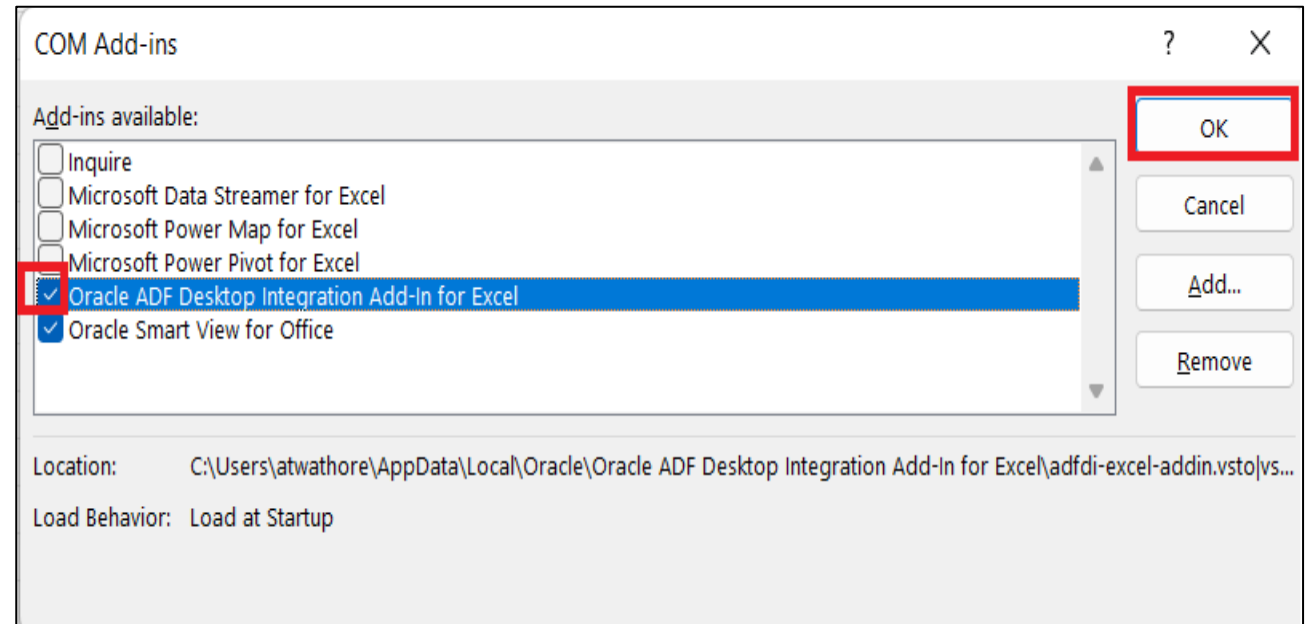 COM Add-ins ?
Add-ins available:
OK
Inquire
Microsoft Data Streamer for Excel
Cancel
Microsoft Power Map for Excel
Microsoft Power Pivot for Excel
Add...
Oracle ADF Desktop Integration Add-In for Excel
Oracle Smart View for Office
Remove
Location: C:\Users\atwathore\AppData\Local\Oracle\Oracle ADF Desktop Integration Add-In for Excel\adfdi-excel-addin.vsto|vs...
Load Behavior: Load at Startup